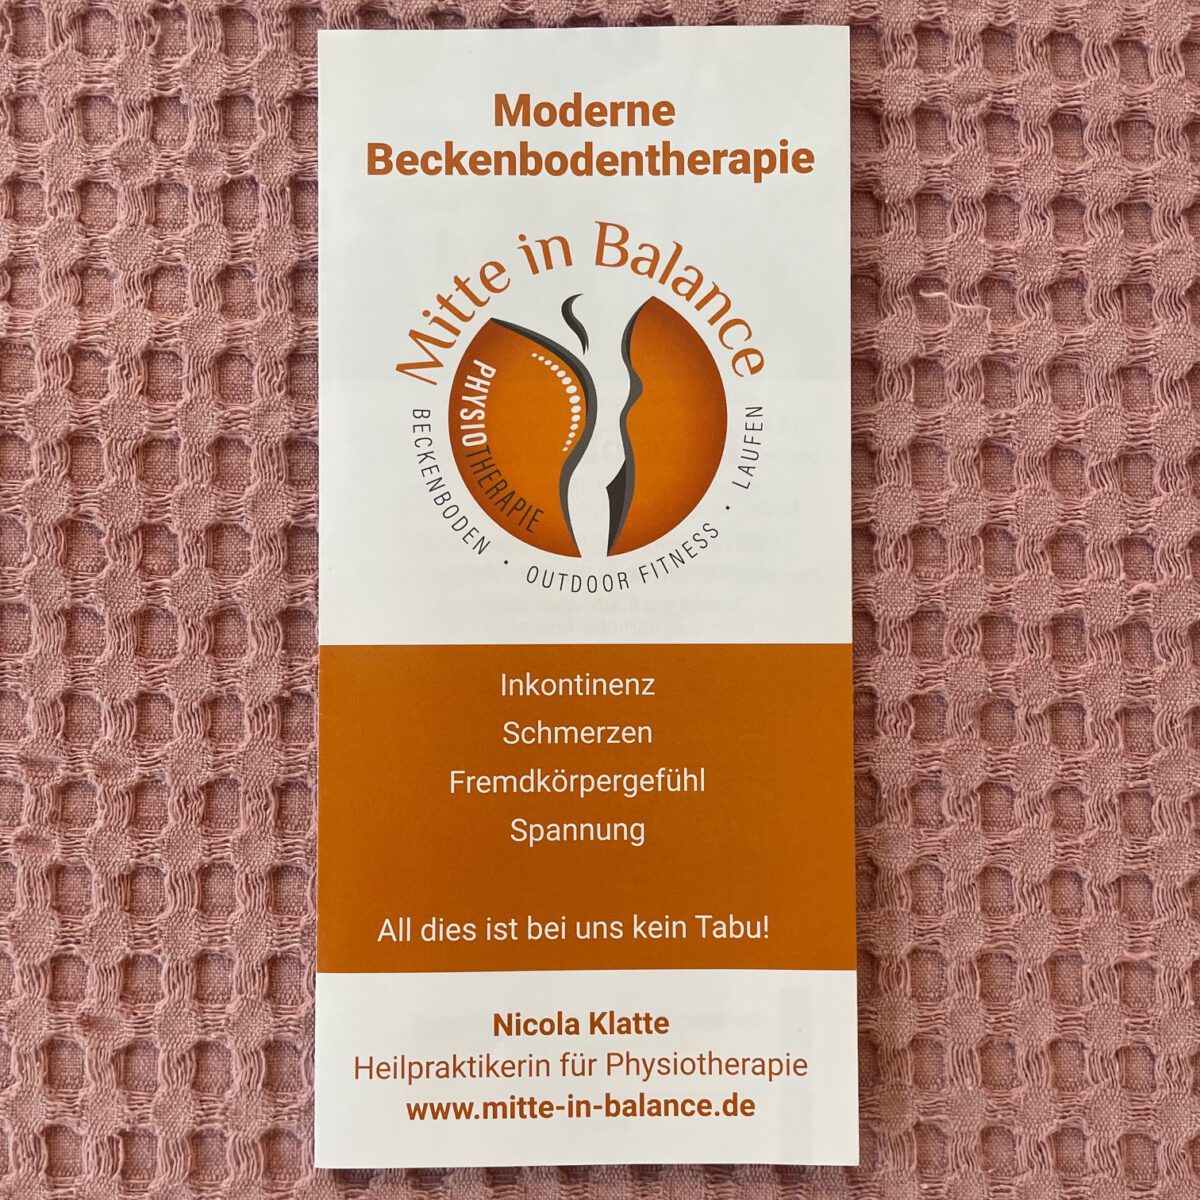 Moderne
Beckenbodentherapie
Mitte in Balance
PHYSIOTHERAPIE
BECKENBODEN · OUTDOOR FITNESS · LAUFEN
Inkontinenz
Schmerzen
Fremdkörpergefühl
Spannung
All dies ist bei uns kein Tabu!
Nicola Klatte
Heilpraktikerin für Physiotherapie
www.mitte-in-balance.de